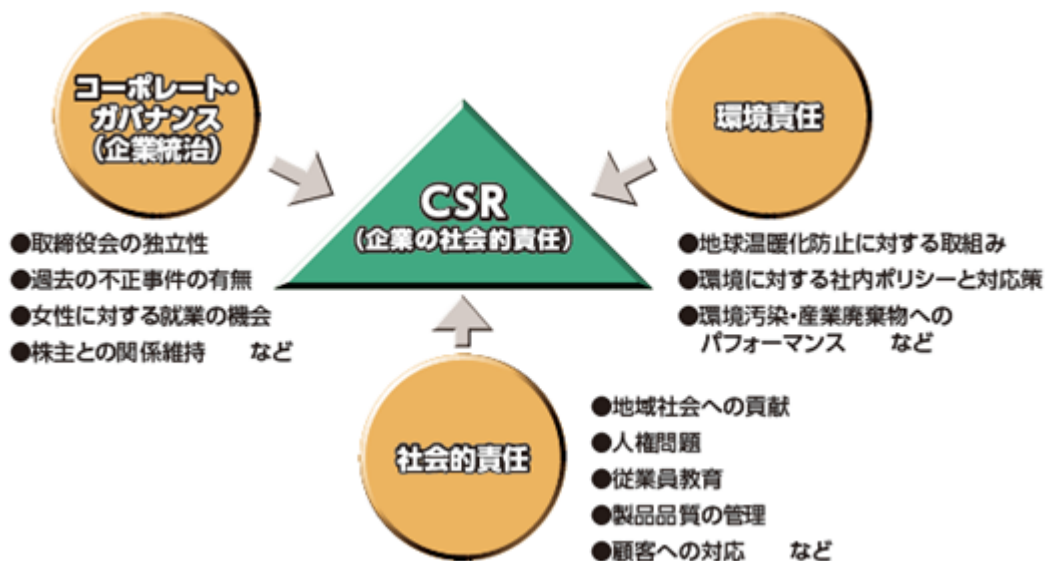 コーポレート・
ガバナンス
(企業統治)
●取締役会の独立性
●過去の不正事件の有無
●女性に対する就業の機会
●株主との関係維持 など
CSR
(企業の社会的責任)
環境責任
●地球温暖化防止に対する取組み
●環境に対する社内ポリシーと対応策
●環境汚染・産業廃棄物への
パフォーマンス など
社会的責任
●地域社会への貢献
●人権問題
●従業員教育
●製品品質の管理
●顧客への対応 など